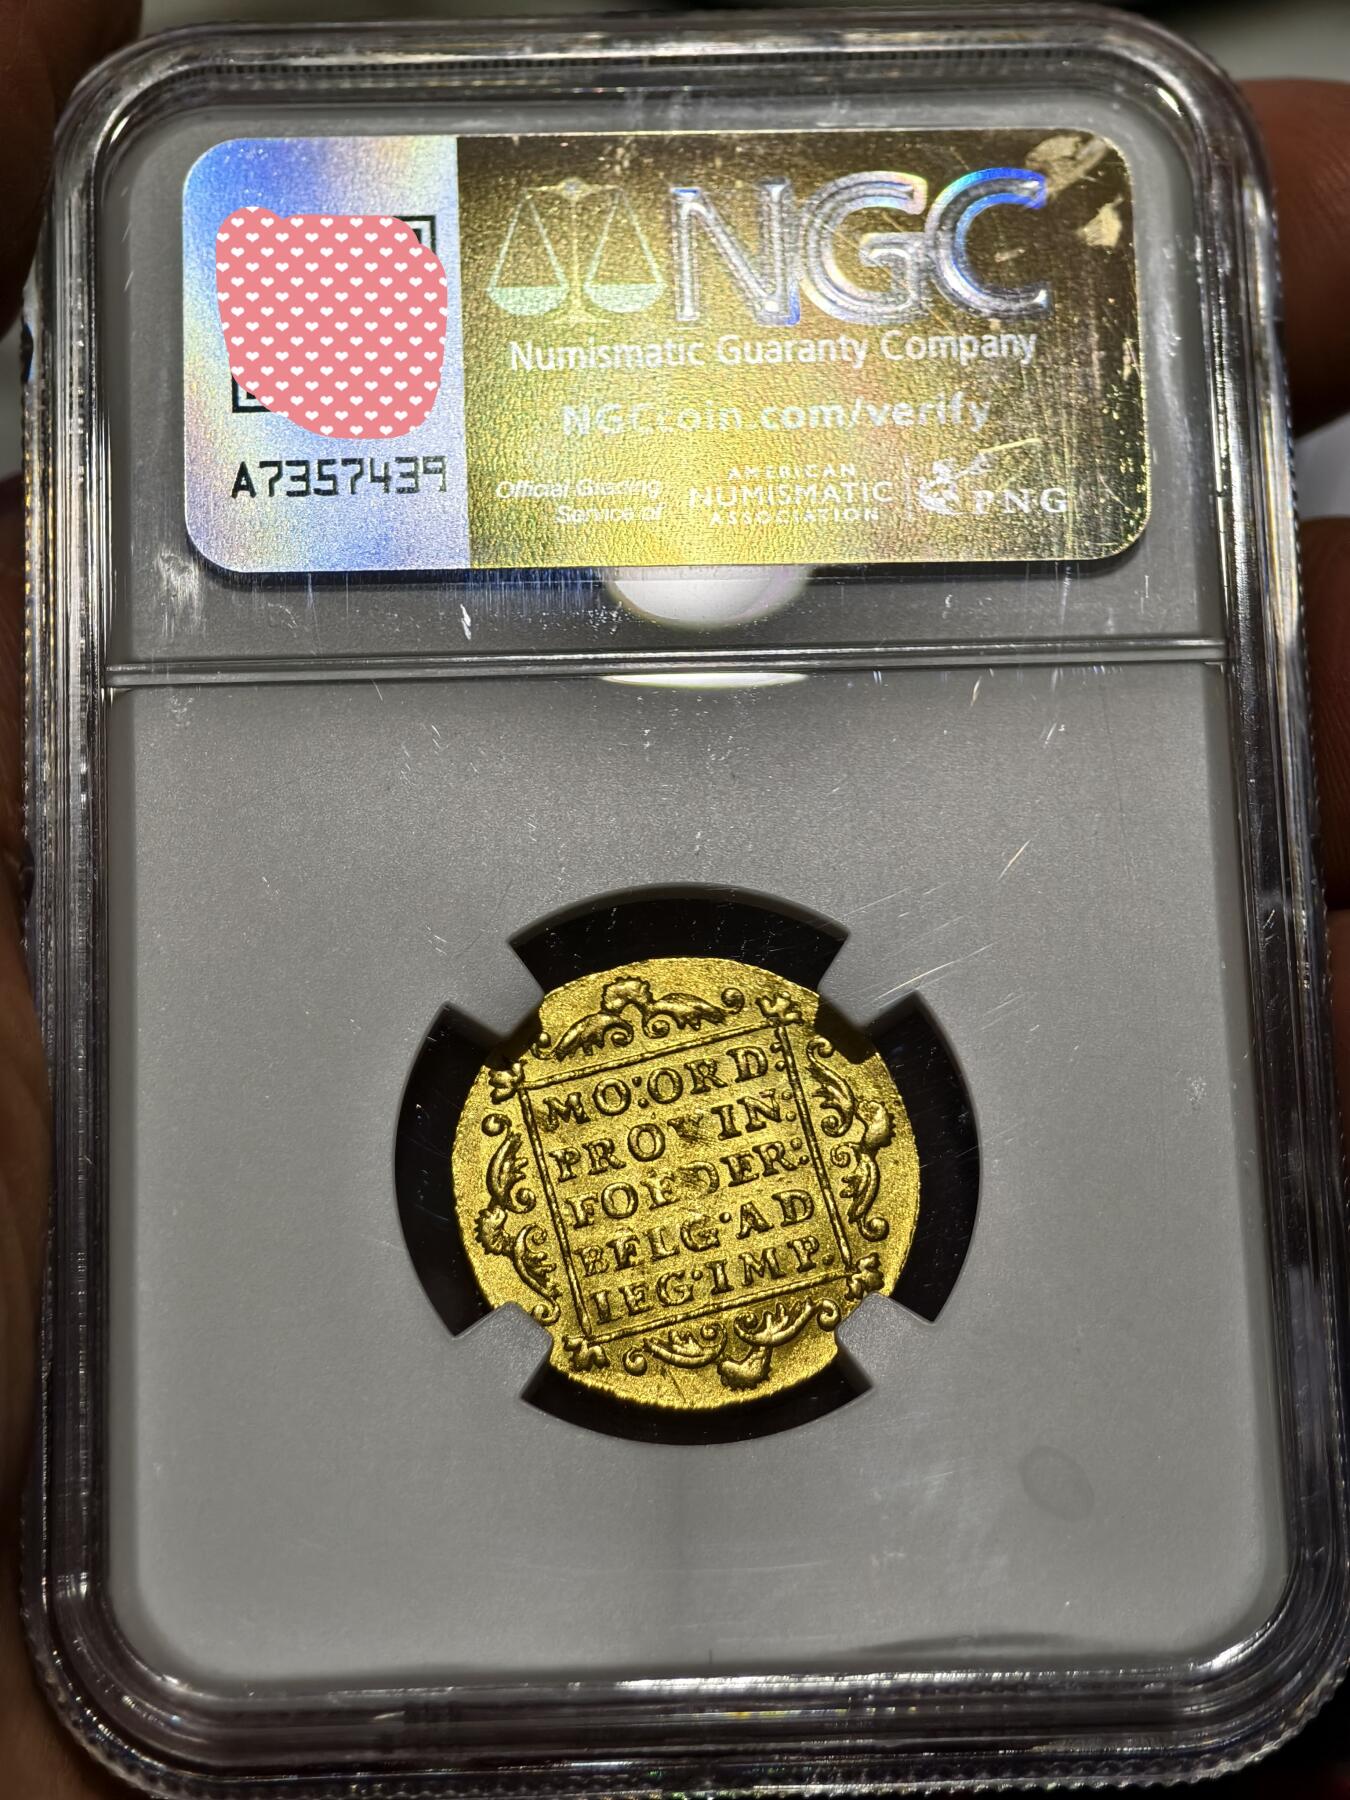 NGC
Numismatic Guaranty Company
NGCcoin.com/verify
A7357439
Official Grading
Service of
AMERICAN
NUMISMATIC
ASSOCIATION
PNG
MO:ORD:
PROVIN:
FOEDER:
BELG·AD
LEG·IMP.